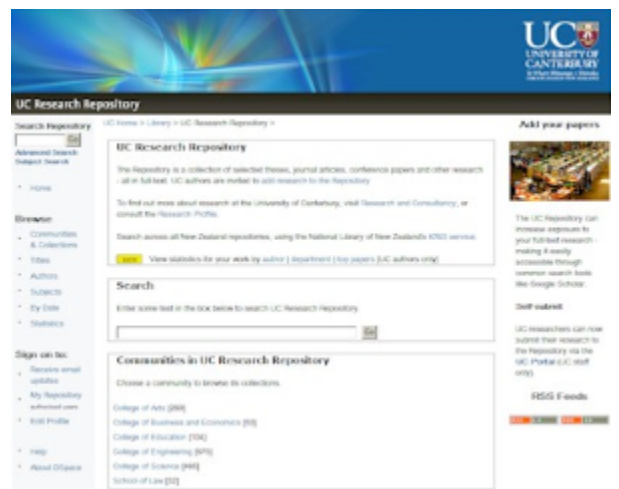 UC
UNIVERSITY OF
CANTERBURY
UC Research Repository
Search Repository
Go
Advanced Search
Subject Search
Home
Browse
Communities
& Collections
Titles
Authors
Subjects
By Date
Statistics
Sign on to:
Receive email
updates
My Repository
authorised users
Edit Profile
Help
About DSpace
UC Home > Library > UC Research Repository >
UC Research Repository
The Repository is a collection of selected theses, journal articles, conference papers and other research
- all in full text. UC authors are invited to add research to the Repository
To find out more about research at the University of Canterbury, visit Research and Consultancy, or
consult the Research Profile.
Search across all New Zealand repositories, using the National Library of New Zealand's service.
View statistics for your work by author | department | top papers (UC authors only)
Search
Enter some text in the box below to search UC Research Repository
Go
Communities in UC Research Repository
Choose a community to browse its collections.
College of Arts
College of Business and Economics
College of Education
College of Engineering
College of Science
School of Law
Add your papers
The UC Repository can
increase exposure to
your full-text research -
making it easily
accessible through
common search tools
like Google Scholar.
Self-submit
UC researchers can now
submit their research to
the Repository via the
UC Portal (UC staff
only).
RSS Feeds